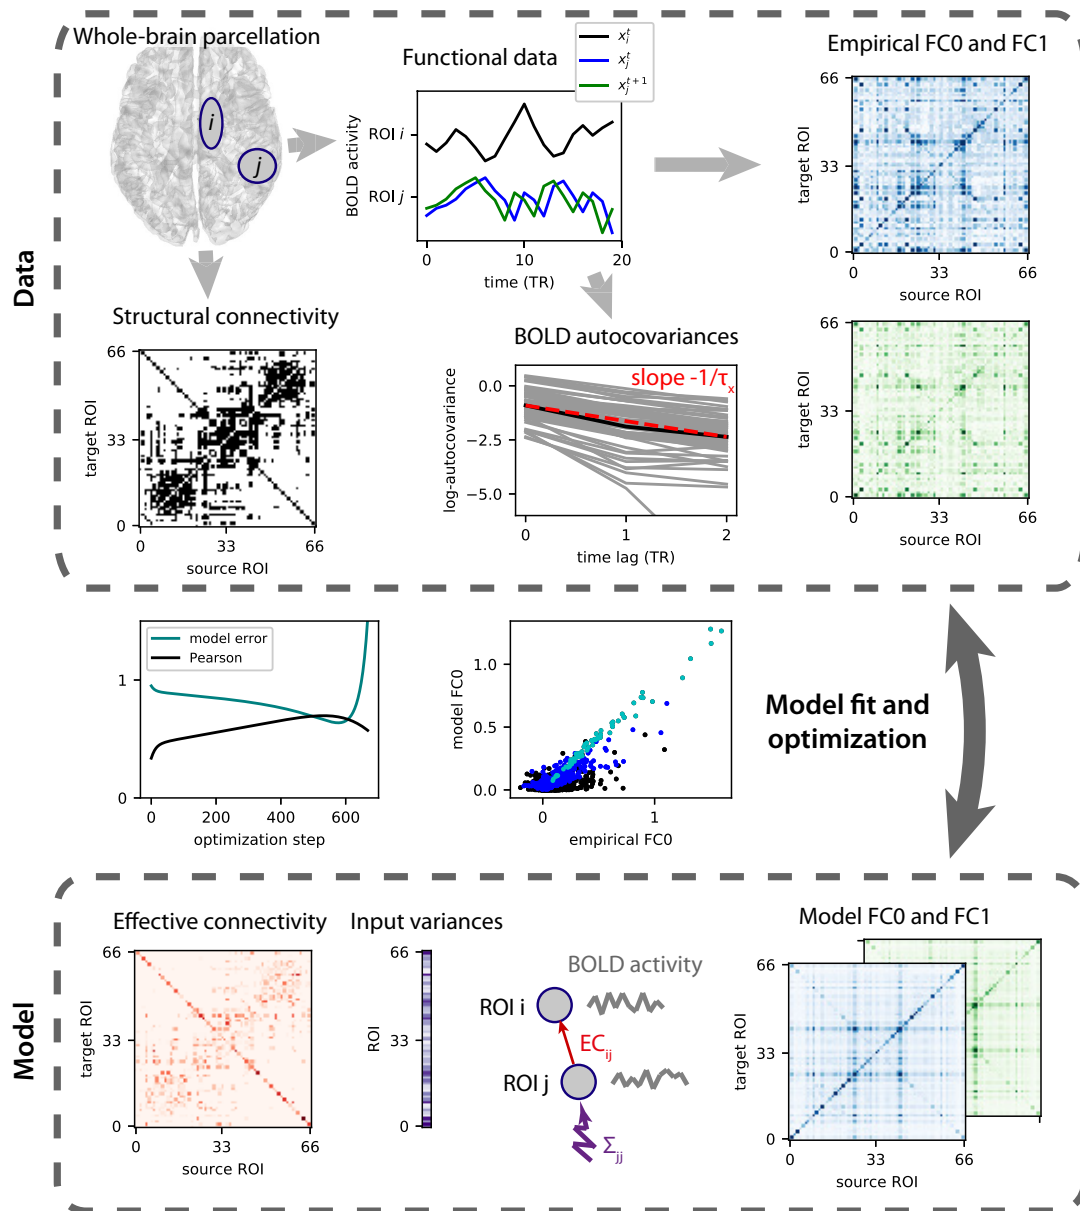 Data
Whole-brain parcellation
i
j
Functional data
x_i^t
x_j^t
x_j^{t+1}
BOLD activity
ROI i
ROI j
0 10 20
time (TR)
Empirical FC0 and FC1
target ROI
66
33
0
0 33 66
source ROI
Structural connectivity
target ROI
66
33
0
0 33 66
source ROI
BOLD autocovariances
slope -1/τ_x
log-autocovariance
0.0
−2.5
−5.0
0 1 2
time lag (TR)
target ROI
66
33
0
0 33 66
source ROI
model error
Pearson
1
0
0 200 400 600
optimization step
model FC0
1.0
0.5
0.0
0 1
empirical FC0
Model fit and
optimization
Model
Effective connectivity
target ROI
66
33
0
0 33 66
source ROI
Input variances
ROI
66
33
0
BOLD activity
ROI i
EC_ij
ROI j
Σ_jj
Model FC0 and FC1
target ROI
66
33
0
0 33 66
source ROI